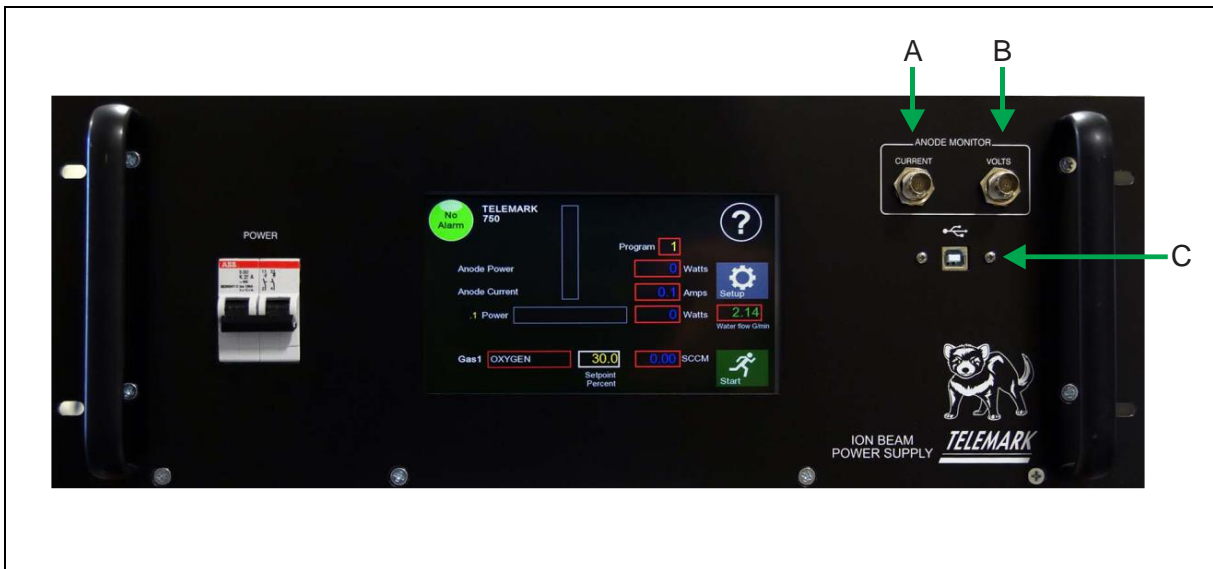 A
B
ANODE MONITOR
CURRENT
VOLTS
C
POWER
ABB
No
Alarm
TELEMARK
750
?
Program 1
Anode Power 0 Watts
Anode Current 0.1 Amps
Setup
.1 Power 0 Watts
2.14
Water flow G/min
Gas1 OXYGEN 30.0 0.00 SCCM
Setpoint
Percent
Start
ION BEAM
POWER SUPPLY
TELEMARK